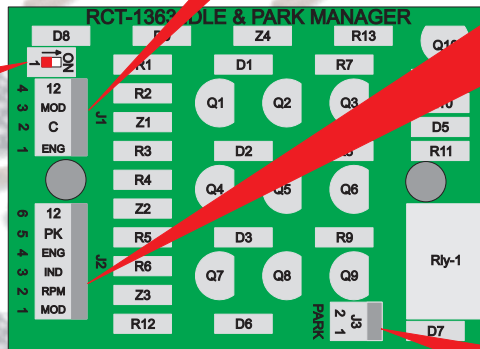 RCT-1363 IDLE & PARK MANAGER
D8 Z4 R13
ON
1
R1 D1 R7
4 12
3 MOD
2 C
1 ENG
J1
R2 Q1 Q2 Q3
Z1 D5
R3 D2 R11
R4 Q4 Q5 Q6
Z2
6 12
5 PK
4 ENG
3 IND
2 RPM
1 MOD
J2
R5 D3 R9
R6 Q7 Q8 Q9
Z3
Rly-1
R12 D6
PARK
2 1
J3
D7